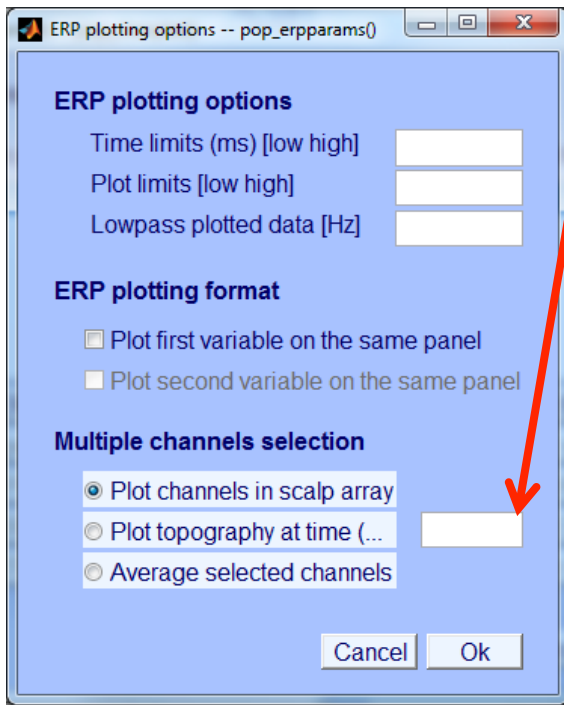 ERP plotting options -- pop_erpparams()
ERP plotting options
Time limits (ms) [low high]
Plot limits [low high]
Lowpass plotted data [Hz]
ERP plotting format
Plot first variable on the same panel
Plot second variable on the same panel
Multiple channels selection
Plot channels in scalp array
Plot topography at time (...
Average selected channels
Cancel Ok